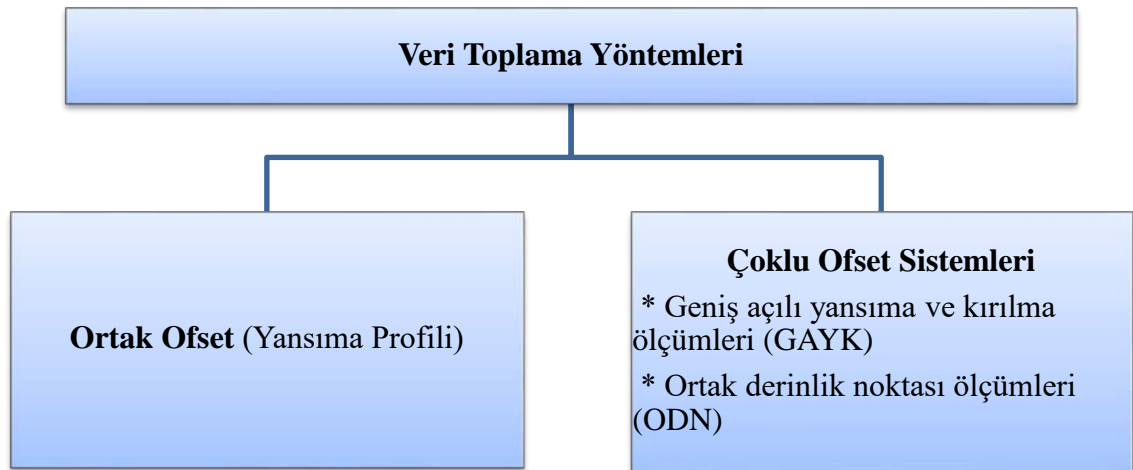 Veri Toplama Yöntemleri
Ortak Ofset (Yansıma Profili)
Çoklu Ofset Sistemleri
* Geniş açılı yansıma ve kırılma
ölçümleri (GAYK)
* Ortak derinlik noktası ölçümleri
(ODN)